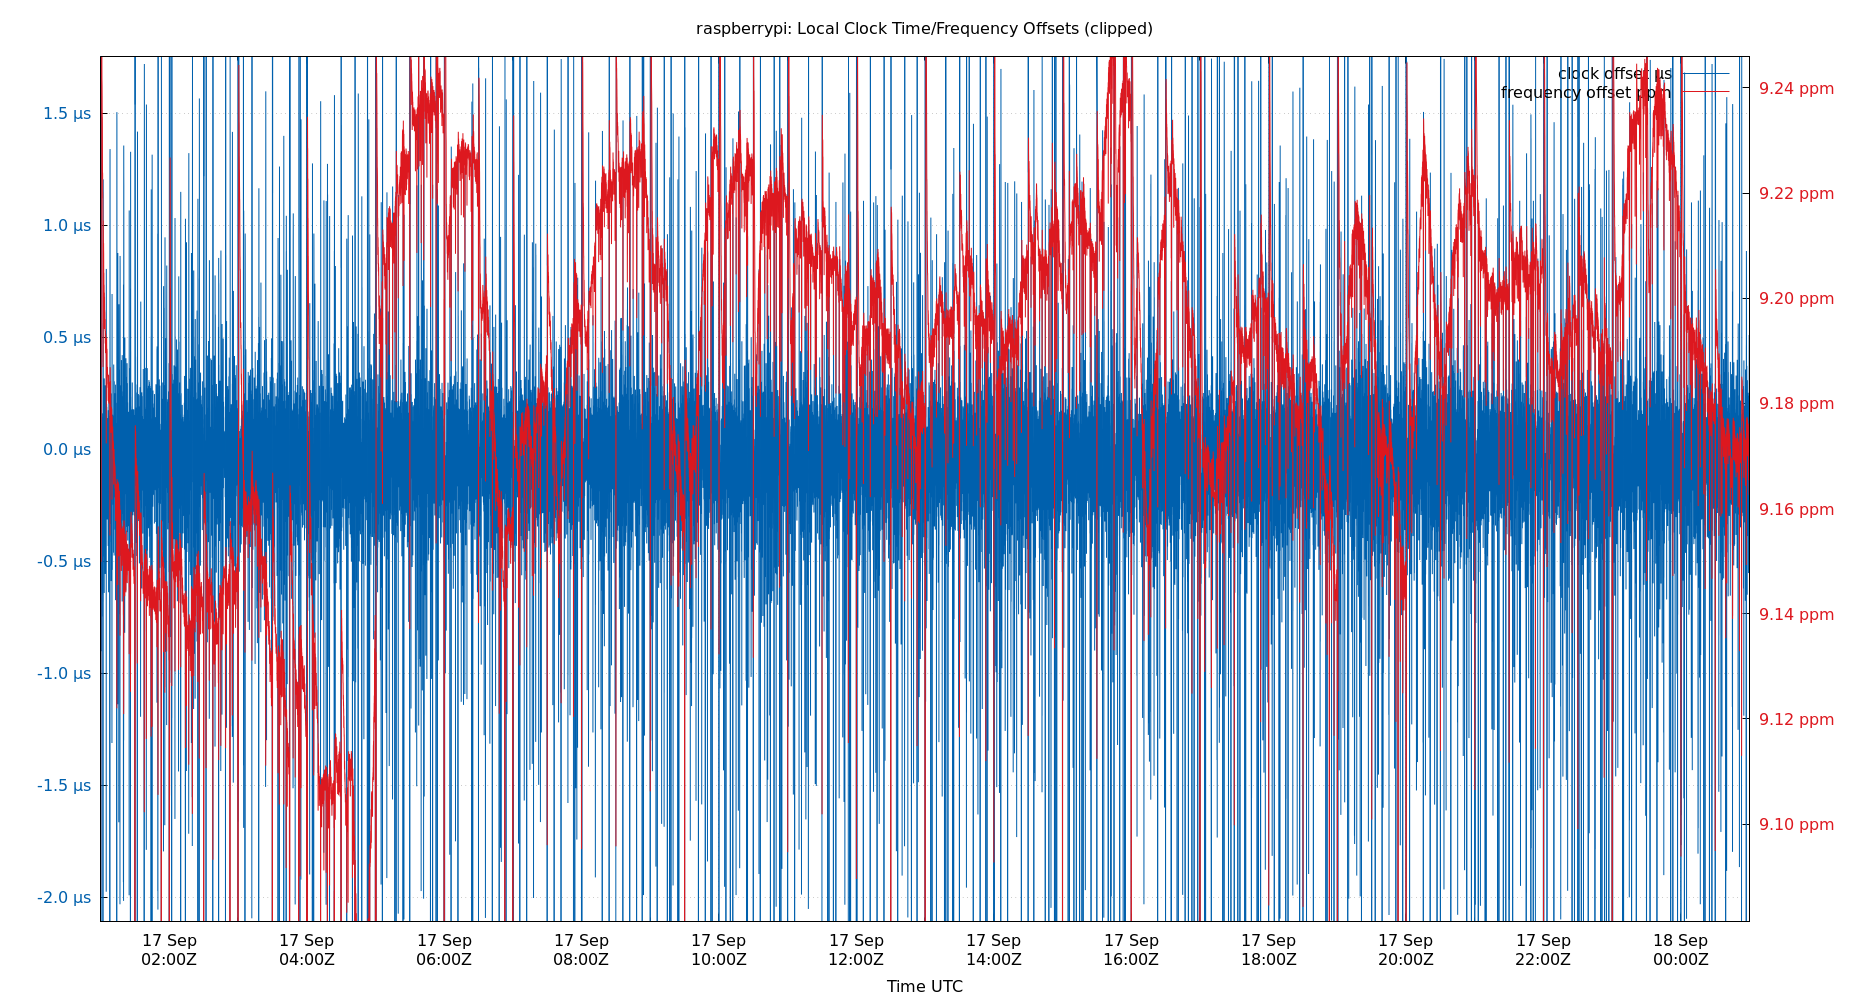 raspberrypi: Local Clock Time/Frequency Offsets (clipped)
clock offset µs
frequency offset ppm
1.5 µs
1.0 µs
0.5 µs
0.0 µs
-0.5 µs
-1.0 µs
-1.5 µs
-2.0 µs
9.24 ppm
9.22 ppm
9.20 ppm
9.18 ppm
9.16 ppm
9.14 ppm
9.12 ppm
9.10 ppm
17 Sep 17 Sep 17 Sep 17 Sep 17 Sep 17 Sep 17 Sep 17 Sep 17 Sep 17 Sep 17 Sep 18 Sep
02:00Z 04:00Z 06:00Z 08:00Z 10:00Z 12:00Z 14:00Z 16:00Z 18:00Z 20:00Z 22:00Z 00:00Z
Time UTC